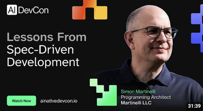 AI DevCon
Lessons From
Spec-Driven
Development
Simon Martinelli
Programming Architect
Martinelli LLC
Watch Now
ainativedevcon.io
31:39